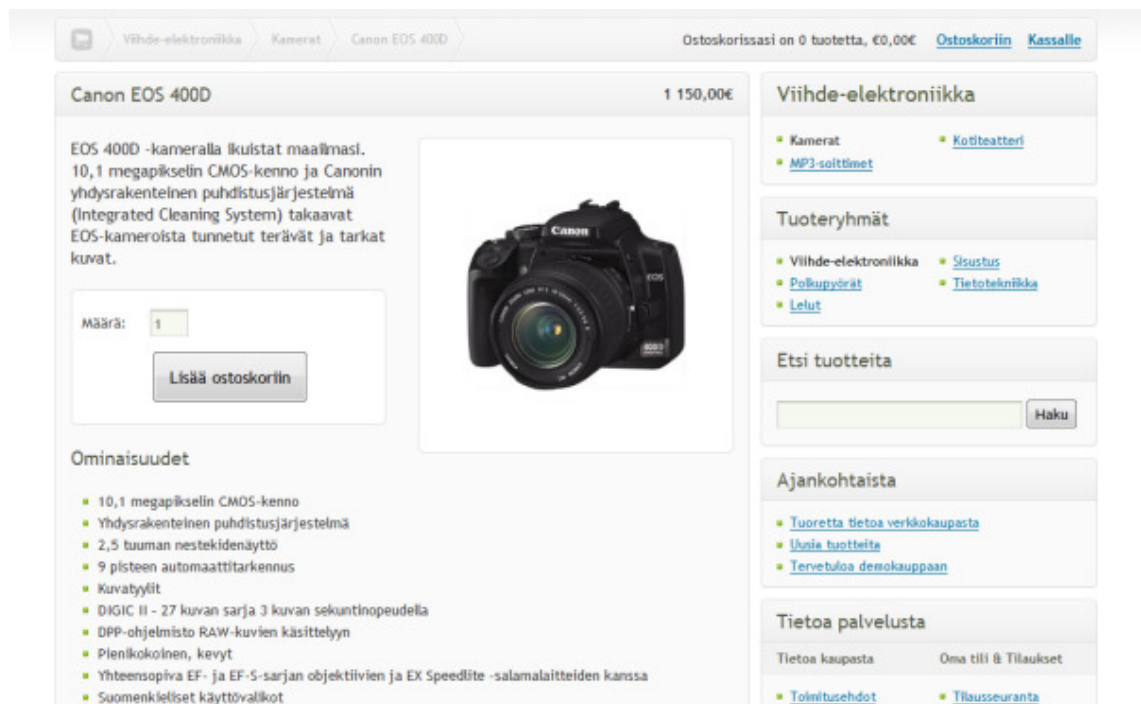 Viihde-elektroniikka Kamerat Canon EOS 400D
Ostoskorissasi on 0 tuotetta, €0,00€ Ostoskoriin Kassalle
Canon EOS 400D 1 150,00€
EOS 400D -kameralla ikuistat maailmasi.
10,1 megapikselin CMOS-kenno ja Canonin
yhdysrakenteinen puhdistusjärjestelmä
(Integrated Cleaning System) takaavat
EOS-kameroista tunnetut terävät ja tarkat
kuvat.
Canon
EOS
400D
Määrä: 1
Lisää ostoskoriin
Ominaisuudet
10,1 megapikselin CMOS-kenno
Yhdysrakenteinen puhdistusjärjestelmä
2,5 tuuman nestekidenäyttö
9 pisteen automaattitarkennus
Kuvatyylit
DIGIC II - 27 kuvan sarja 3 kuvan sekuntinopeudella
DPP-ohjelmisto RAW-kuvien käsittelyyn
Pienikokoinen, kevyt
Yhteensopiva EF- ja EF-S-sarjan objektiivien ja EX Speedlite -salamalaitteiden kanssa
Suomenkieliset käyttövalikot
Viihde-elektroniikka
Kamerat Kotiteatteri
MP3-soittimet
Tuoteryhmät
Viihde-elektroniikka Sisustus
Polkupyörät Tietotekniikka
Lelut
Etsi tuotteita
Haku
Ajankohtaista
Tuoretta tietoa verkkokaupasta
Uusia tuotteita
Tervetuloa demokauppaan
Tietoa palvelusta
Tietoa kaupasta Oma tili & Tilaukset
Toimitusehdot Tilausseuranta